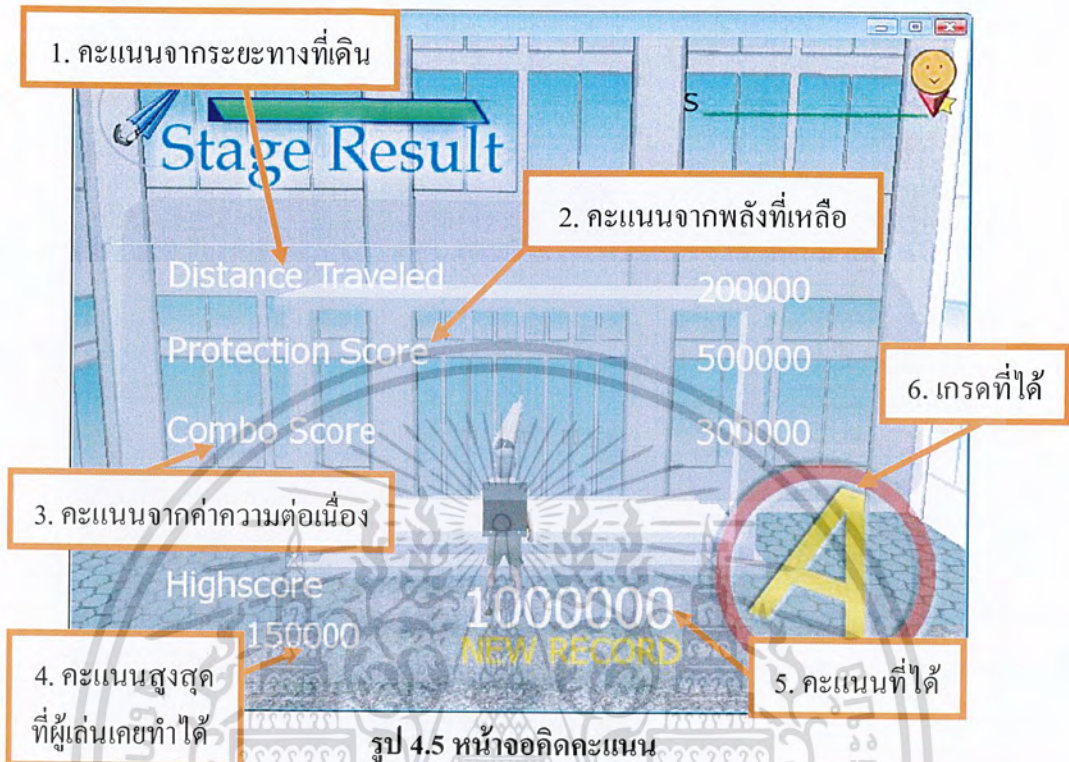 1. คะแนนจากระยะทางที่เดิน
S
Stage Result
2. คะแนนจากพลังที่เหลือ
Distance Traveled 200000
Protection Score 500000
6. เกรดที่ได้
Combo Score 300000
3. คะแนนจากค่าความต่อเนื่อง
A
Highscore
1000000
150000
NEW RECORD
4. คะแนนสูงสุด
ที่ผู้เล่นเคยทำได้
5. คะแนนที่ได้
รูป 4.5 หน้าจอคิดคะแนน